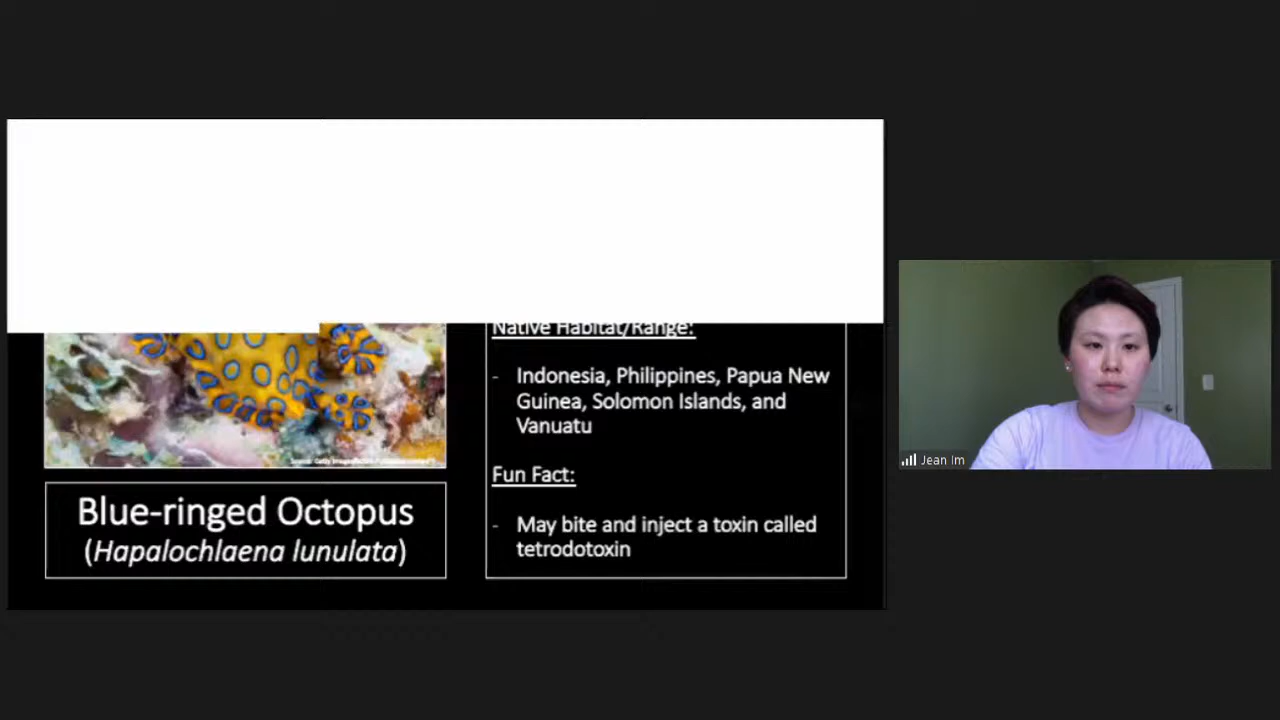 Native Habitat/Range:
- Indonesia, Philippines, Papua New
Guinea, Solomon Islands, and
Vanuatu
Fun Fact:
- May bite and inject a toxin called
tetrodotoxin
Blue-ringed Octopus
(Hapalochlaena lunulata)
Jean Im